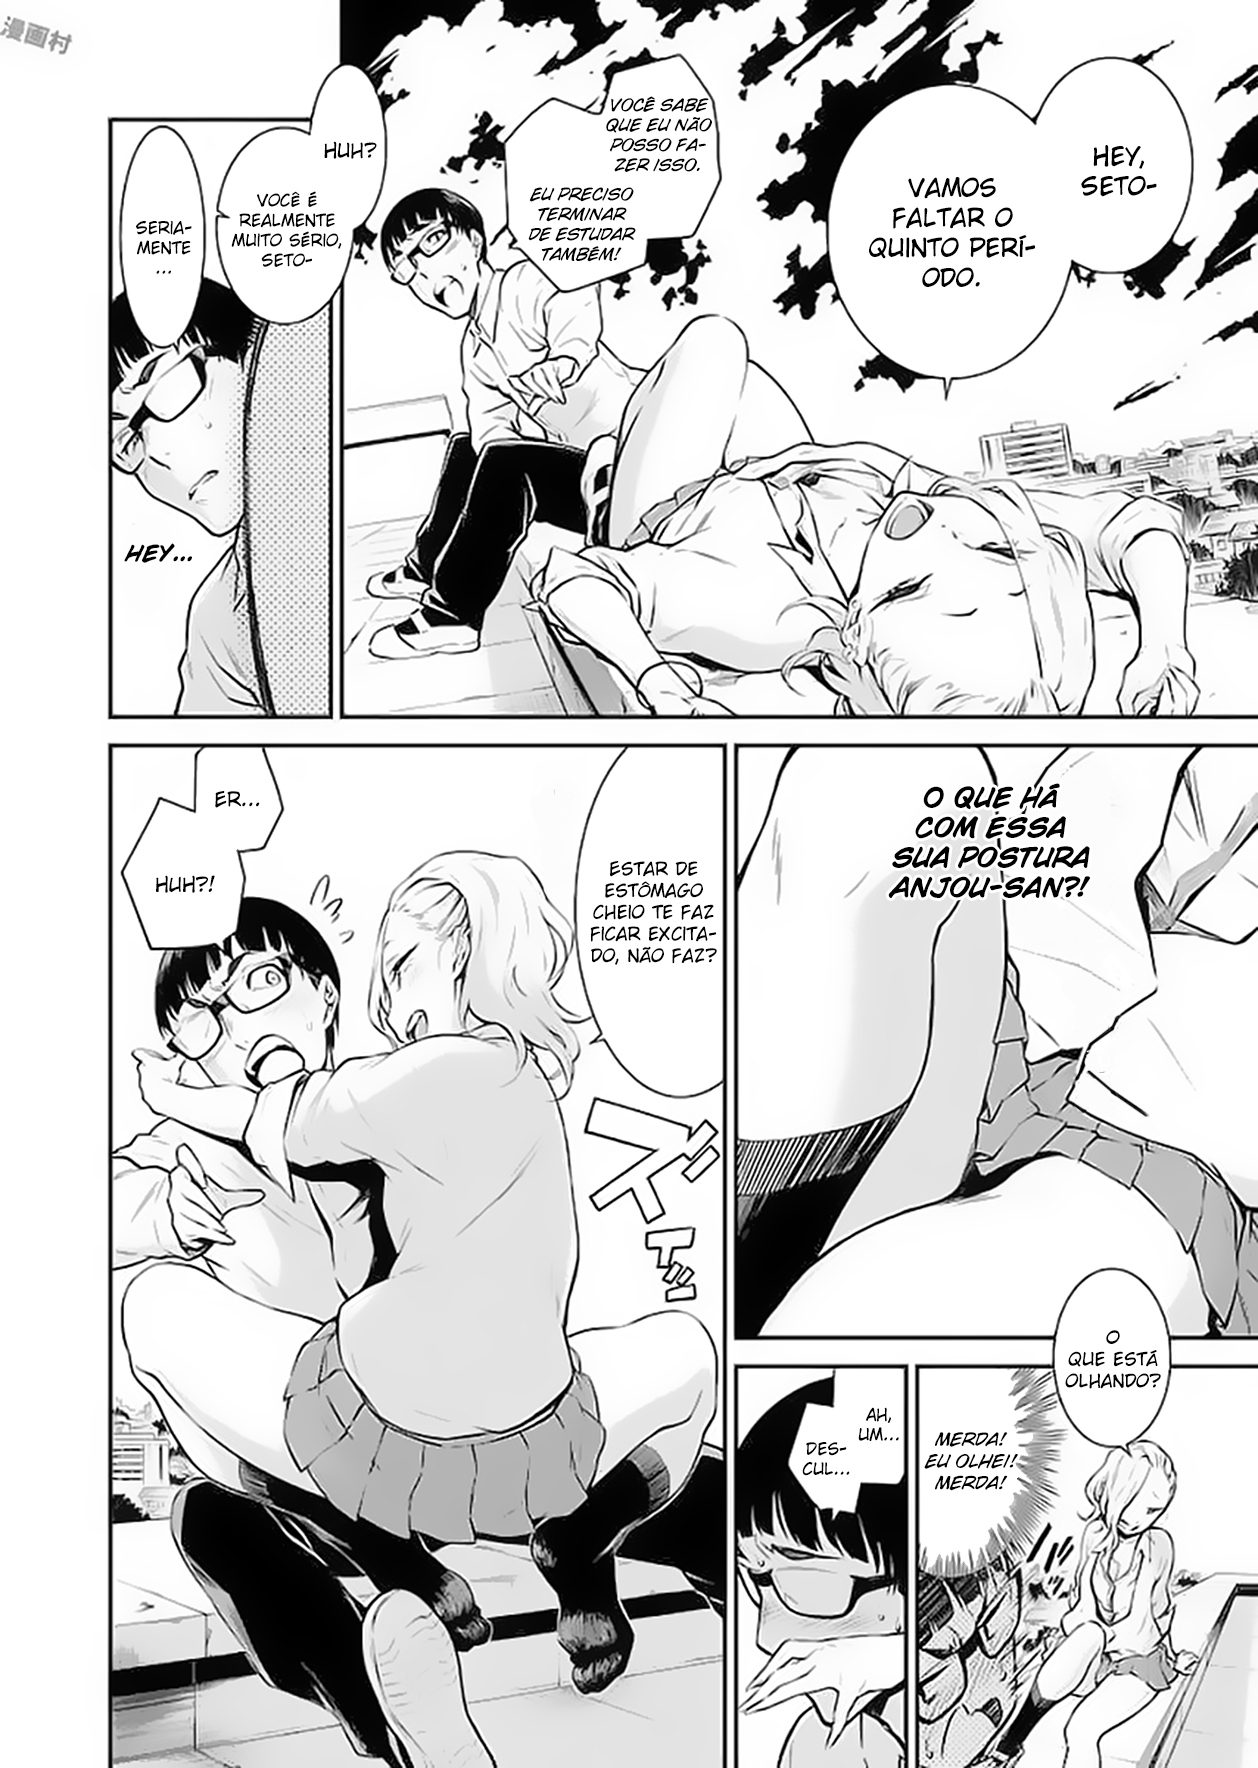 漫画村
HEY,
SETO-
VAMOS
FALTAR O
QUINTO PERÍ-
ODO.
VOCÊ SABE
QUE EU NÃO
POSSO FA-
ZER ISSO.
EU PRECISO
TERMINAR
DE ESTUDAR
TAMBÉM!
HUH?
VOCÊ É
REALMENTE
MUITO SÉRIO,
SETO-
SERIA-
MENTE
...
HEY...
O QUE HÁ
COM ESSA
SUA POSTURA
ANJOU-SAN?!
O
QUE ESTÁ
OLHANDO?
MERDA!
EU OLHEI!
MERDA!
AH,
UM...
DES-
CUL...
ESTAR DE
ESTÔMAGO
CHEIO TE FAZ
FICAR EXCITA-
DO, NÃO FAZ?
ER...
HUH?!